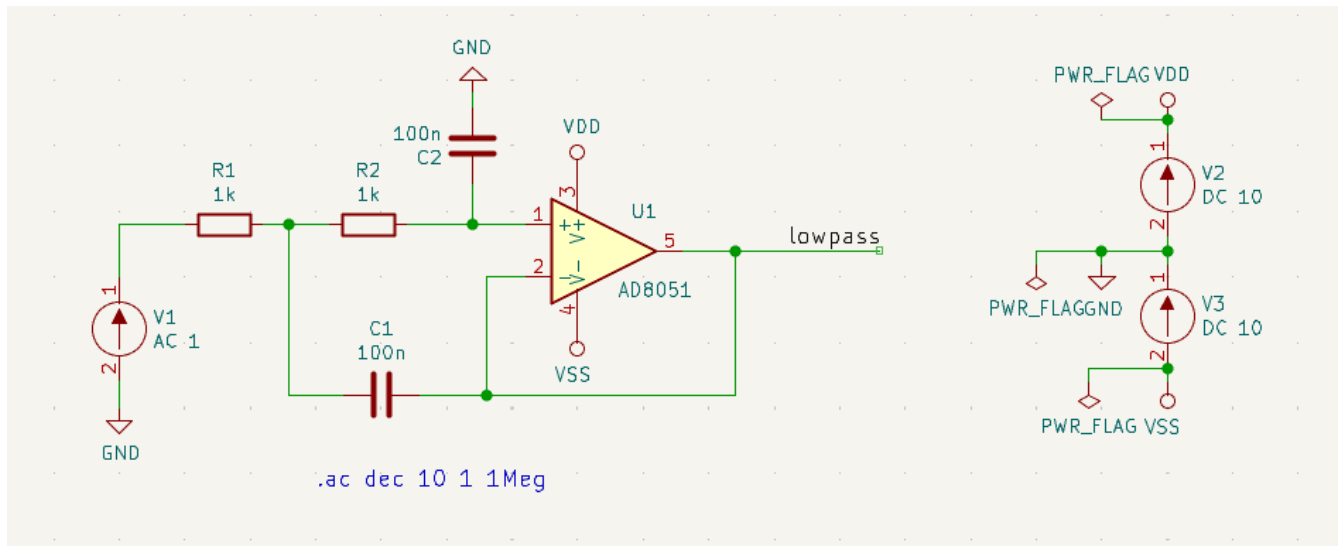 GND
100n
C2
VDD
3
R1
1k
R2
1k
1
V+
U1
5
lowpass
2
V-
AD8051
4
VSS
1
V1
AC 1
2
GND
C1
100n
.ac dec 10 1 1Meg
PWR_FLAG VDD
1
V2
DC 10
2
PWR_FLAG GND
1
V3
DC 10
2
PWR_FLAG VSS